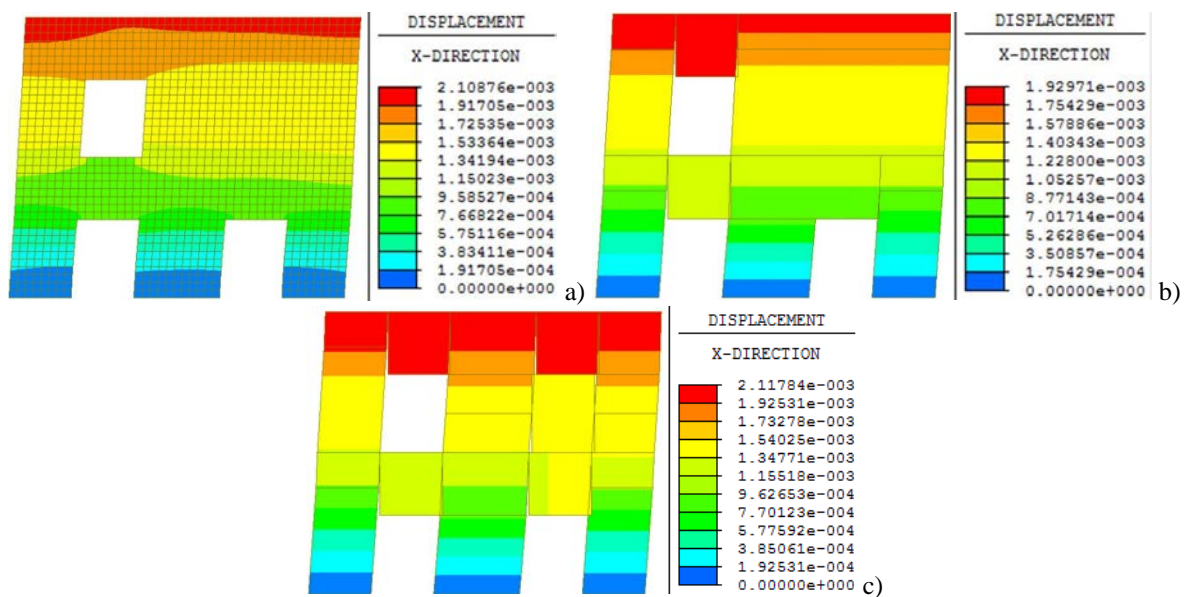 DISPLACEMENT
X-DIRECTION
2.10876e-003
1.91705e-003
1.72535e-003
1.53364e-003
1.34194e-003
1.15023e-003
9.58527e-004
7.66822e-004
5.75116e-004
3.83411e-004
1.91705e-004
0.00000e+000
a)
DISPLACEMENT
X-DIRECTION
1.92971e-003
1.75429e-003
1.57886e-003
1.40343e-003
1.22800e-003
1.05257e-003
8.77143e-004
7.01714e-004
5.26286e-004
3.50857e-004
1.75429e-004
0.00000e+000
b)
DISPLACEMENT
X-DIRECTION
2.11784e-003
1.92531e-003
1.73278e-003
1.54025e-003
1.34771e-003
1.15518e-003
9.62653e-004
7.70123e-004
5.77592e-004
3.85061e-004
1.92531e-004
0.00000e+000
c)